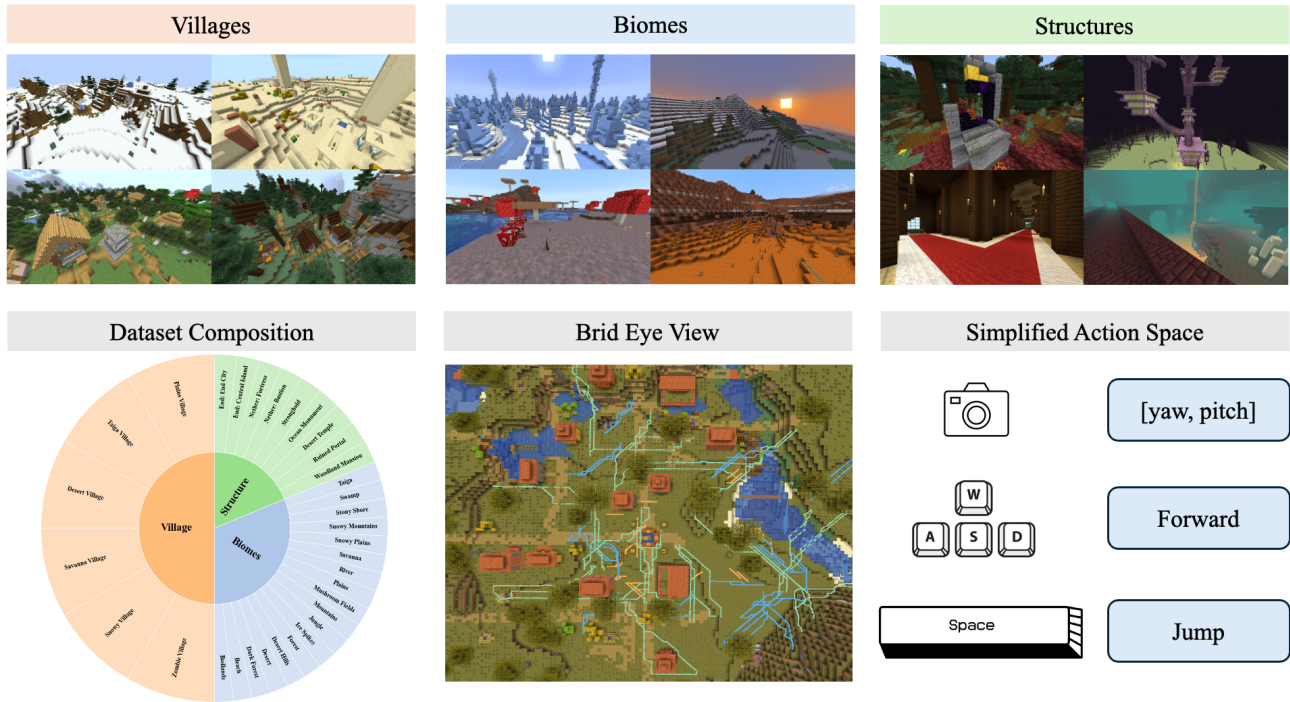 Villages
Biomes
Structures
Dataset Composition
Brid Eye View
Simplified Action Space
Plains Village
Taiga Village
Desert Village
Savanna Village
Snowy Village
Zombie Village
Village
Structure
Biomes
End: End City
End: Central Island
Nether: Fortress
Nether: Bastion
Stronghold
Ocean Monument
Desert Temple
Ruined Portal
Woodland Mansion
Taiga
Swamp
Stony Shore
Snowy Mountains
Snowy Plains
Savanna
River
Plains
Mushroom Fields
Mountains
Jungle
Ice Spikes
Forest
Desert Hills
Desert
Dark Forest
Beach
Badlands
[yaw, pitch]
W
A S D
Forward
Space
Jump